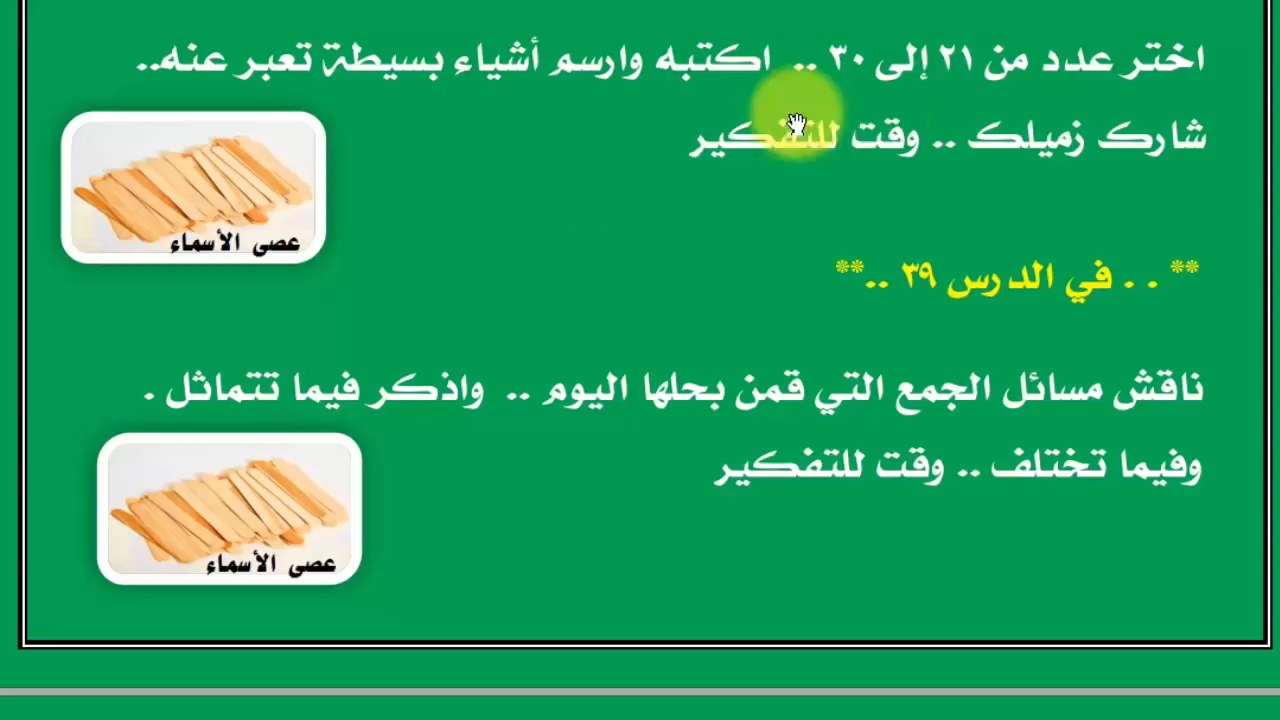 اختر عدد من ٢١ إلى ٣٠ .. اكتبه وارسم أشياء بسيطة تعبر عنه..
شارك زميلك .. وقت للتفكير
عصى الأسماء
** . . في الدرس ٣٩ ..**
ناقش مسائل الجمع التي قمن بحلها اليوم .. واذكر فيما تتماثل .
وفيما تختلف .. وقت للتفكير
عصى الأسماء